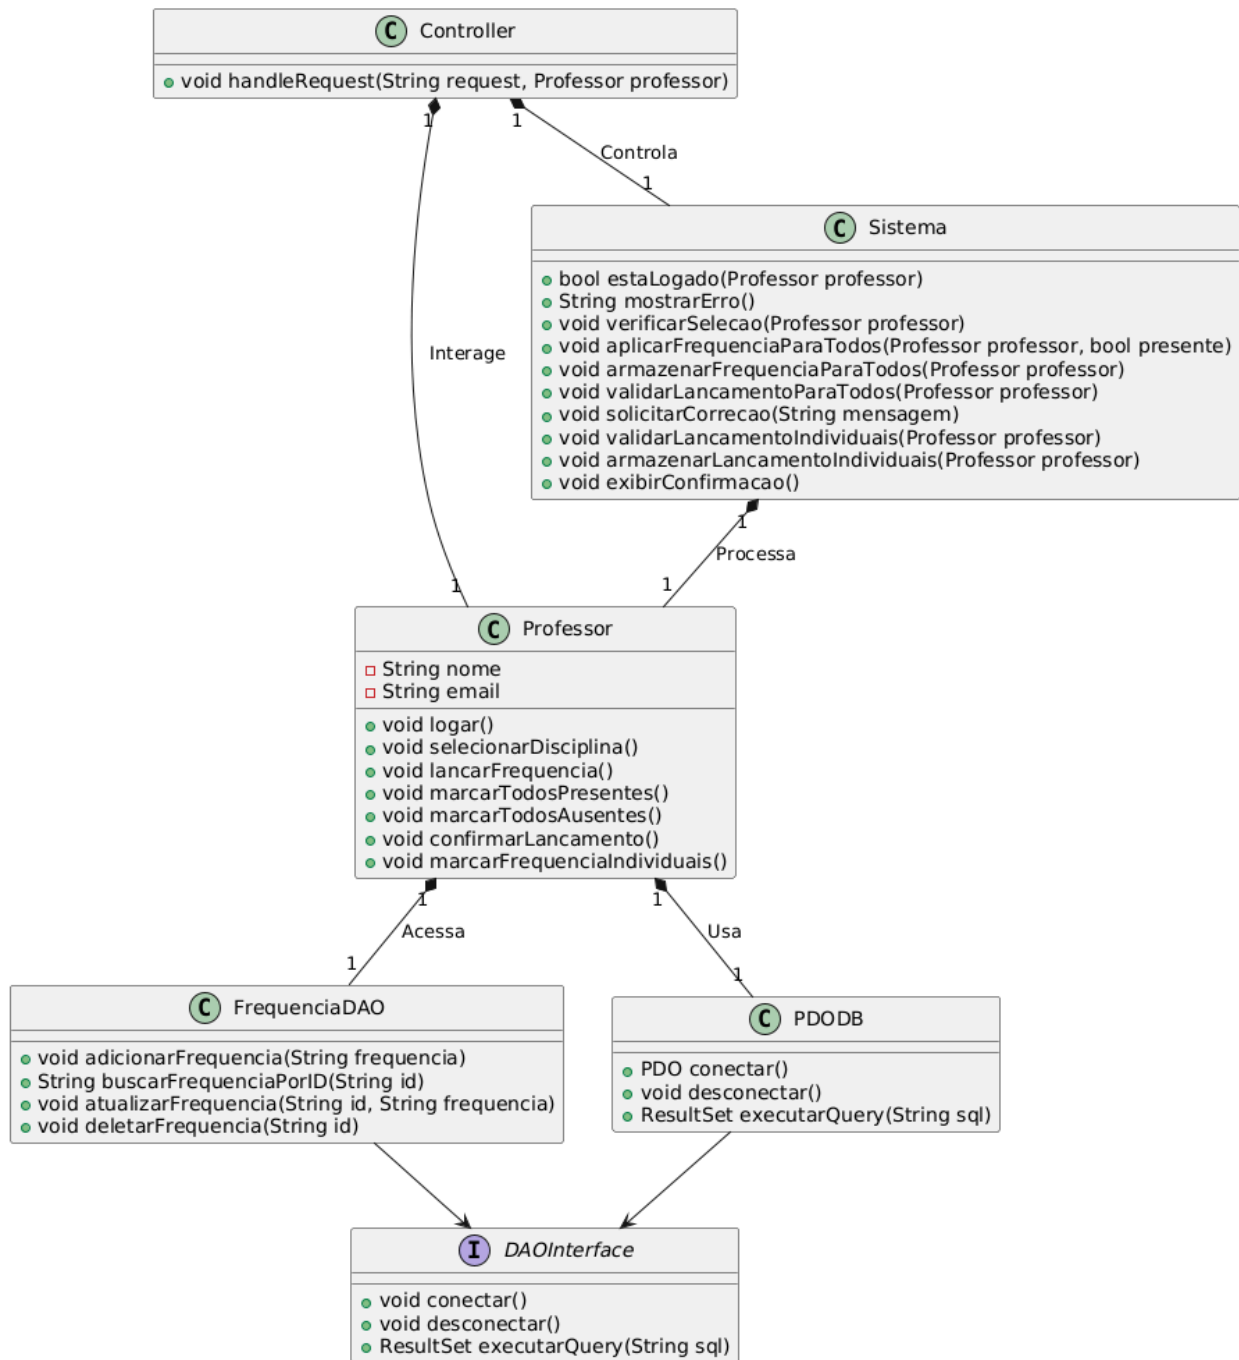 C Controller
void handleRequest(String request, Professor professor)
1
1
Controla
1
C Sistema
bool estaLogado(Professor professor)
String mostrarErro()
void verificarSelecao(Professor professor)
void aplicarFrequenciaParaTodos(Professor professor, bool presente)
void armazenarFrequenciaParaTodos(Professor professor)
void validarLancamentoParaTodos(Professor professor)
void solicitarCorrecao(String mensagem)
void validarLancamentoIndividuais(Professor professor)
void armazenarLancamentoIndividuais(Professor professor)
void exibirConfirmacao()
Interage
1
Processa
1
1
C Professor
String nome
String email
void logar()
void selecionarDisciplina()
void lancarFrequencia()
void marcarTodosPresentes()
void marcarTodosAusentes()
void confirmarLancamento()
void marcarFrequenciaIndividuais()
1
1
Acessa
Usa
1
1
C FrequenciaDAO
void adicionarFrequencia(String frequencia)
String buscarFrequenciaPorID(String id)
void atualizarFrequencia(String id, String frequencia)
void deletarFrequencia(String id)
C PDODB
PDO conectar()
void desconectar()
ResultSet executarQuery(String sql)
I DAOInterface
void conectar()
void desconectar()
ResultSet executarQuery(String sql)